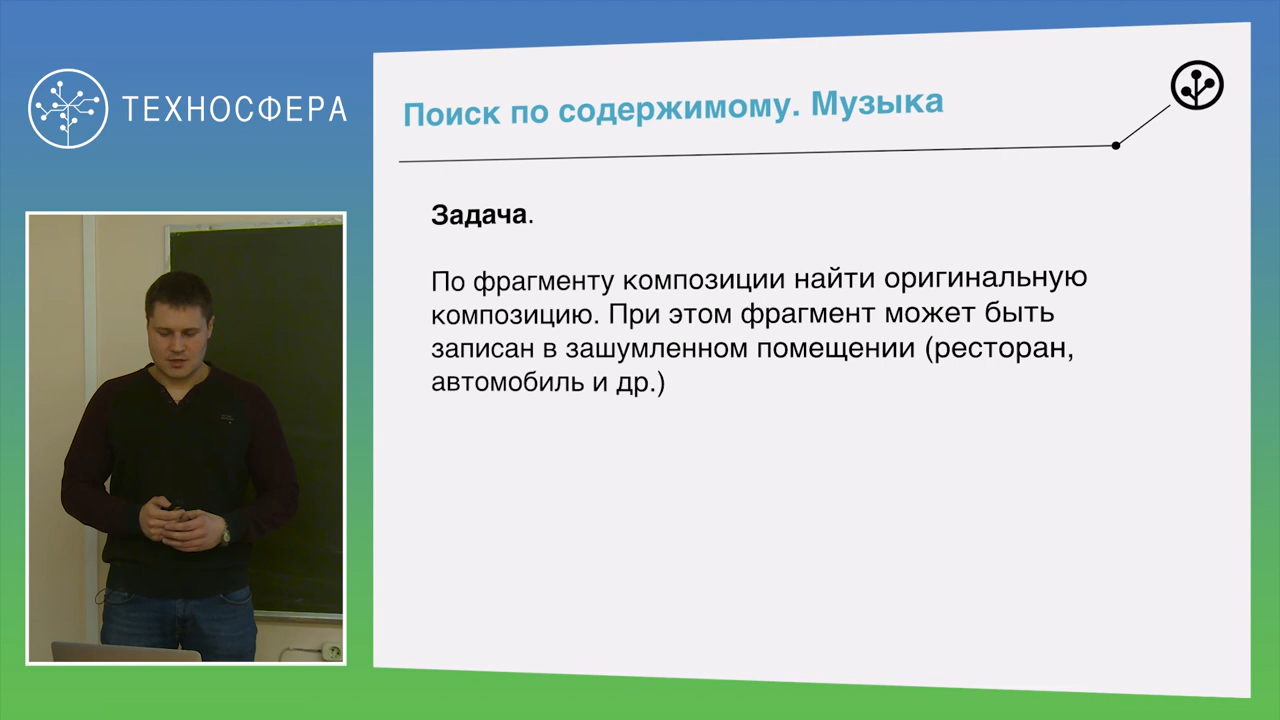 ТЕХНОСФЕРА
Поиск по содержимому. Музыка
Задача.
По фрагменту композиции найти оригинальную
композицию. При этом фрагмент может быть
записан в зашумленном помещении (ресторан,
автомобиль и др.)